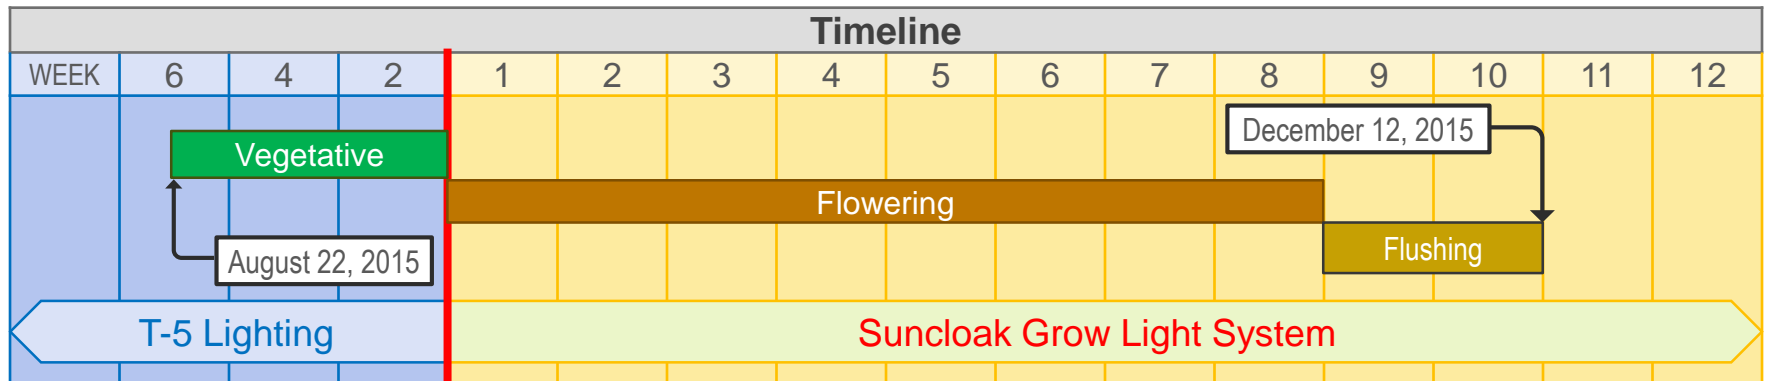 Timeline
WEEK 6 4 2 1 2 3 4 5 6 7 8 9 10 11 12
December 12, 2015
Vegetative
Flowering
Flushing
August 22, 2015
T-5 Lighting
Suncloak Grow Light System